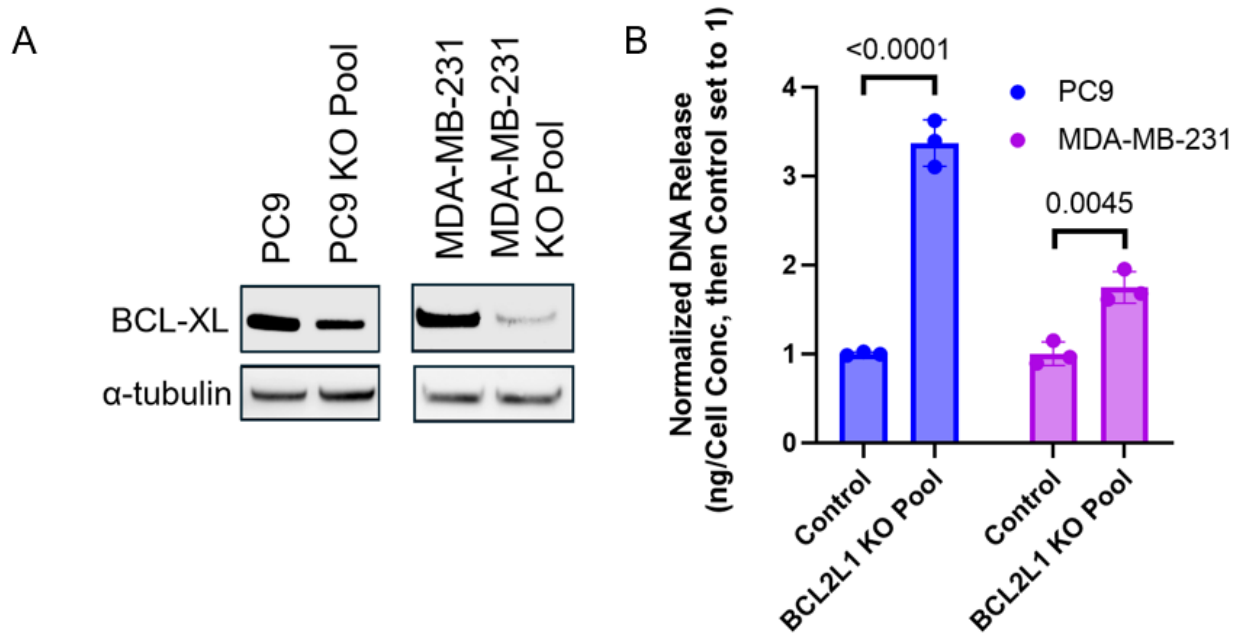 A
PC9
PC9 KO Pool
MDA-MB-231
MDA-MB-231
KO Pool
BCL-XL
α-tubulin
B
<0.0001
PC9
MDA-MB-231
0.0045
Normalized DNA Release
(ng/Cell Conc, then Control set to 1)
4
3
2
1
0
Control
BCL2L1 KO Pool
Control
BCL2L1 KO Pool